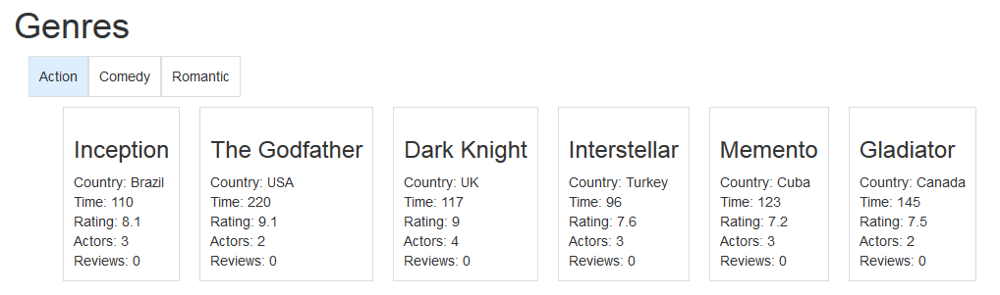 Genres
Action Comedy Romantic
Inception
Country: Brazil
Time: 110
Rating: 8.1
Actors: 3
Reviews: 0
The Godfather
Country: USA
Time: 220
Rating: 9.1
Actors: 2
Reviews: 0
Dark Knight
Country: UK
Time: 117
Rating: 9
Actors: 4
Reviews: 0
Interstellar
Country: Turkey
Time: 96
Rating: 7.6
Actors: 3
Reviews: 0
Memento
Country: Cuba
Time: 123
Rating: 7.2
Actors: 3
Reviews: 0
Gladiator
Country: Canada
Time: 145
Rating: 7.5
Actors: 2
Reviews: 0